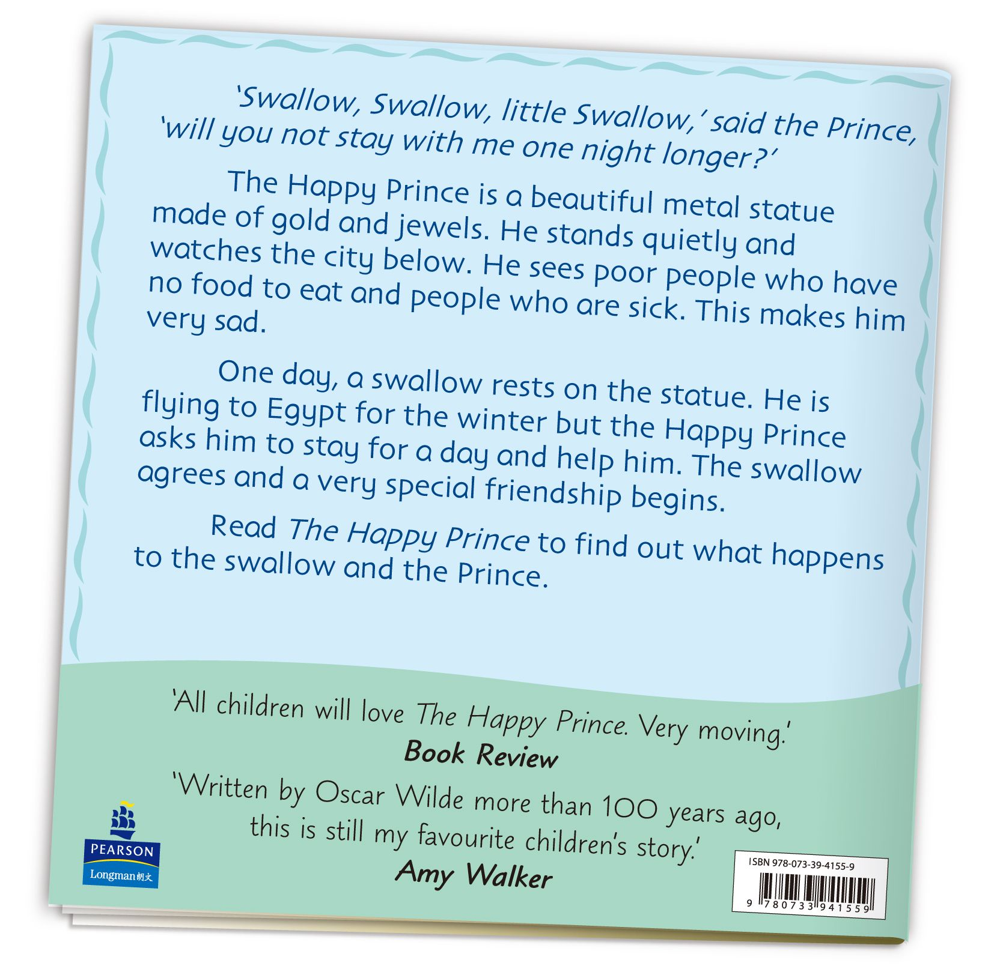 ‘Swallow, Swallow, little Swallow,’ said the Prince,
‘will you not stay with me one night longer?’
The Happy Prince is a beautiful metal statue
made of gold and jewels. He stands quietly and
watches the city below. He sees poor people who have
no food to eat and people who are sick. This makes him
very sad.
One day, a swallow rests on the statue. He is
flying to Egypt for the winter but the Happy Prince
asks him to stay for a day and help him. The swallow
agrees and a very special friendship begins.
Read The Happy Prince to find out what happens
to the swallow and the Prince.
‘All children will love The Happy Prince. Very moving.’
Book Review
‘Written by Oscar Wilde more than 100 years ago,
this is still my favourite children's story.’
Amy Walker
PEARSON
Longman朗文
ISBN 978-073-39-4155-9
9 780733 941559